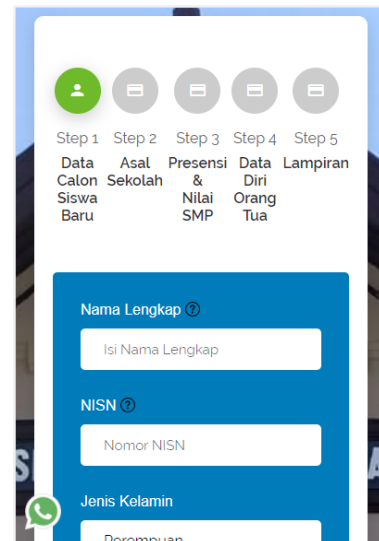 Step 1
Data
Calon
Siswa
Baru
Step 2
Asal
Sekolah
Step 3
Presensi
&
Nilai
SMP
Step 4
Data
Diri
Orang
Tua
Step 5
Lampiran
Nama Lengkap ?
Isi Nama Lengkap
NISN ?
Nomor NISN
Jenis Kelamin
Perempuan